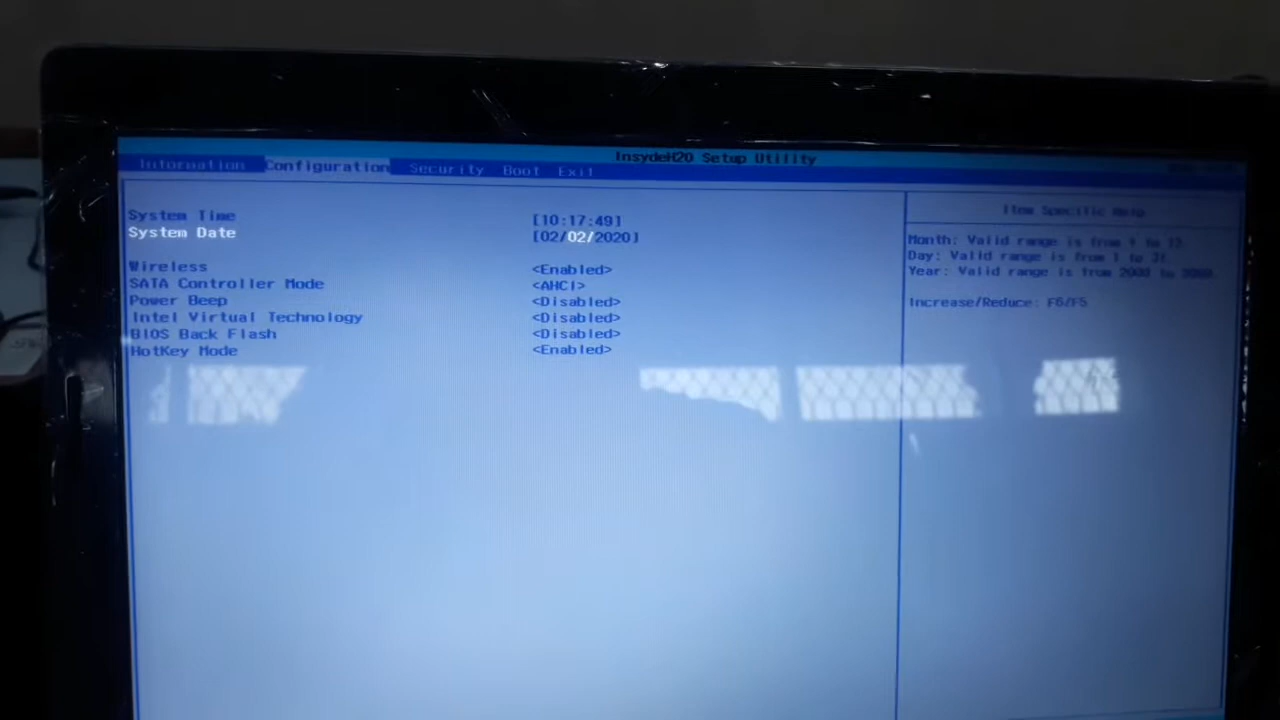 InsydeH20 Setup Utility
Information Configuration Security Boot Exit
System Time [10:17:49]
System Date [02/02/2020]
Wireless <Enabled>
SATA Controller Mode <AHCI>
Power Beep <Disabled>
Intel Virtual Technology <Disabled>
BIOS Back Flash <Disabled>
HotKey Mode <Enabled>
Item Specific Help
Month: Valid range is from 1 to 12.
Day: Valid range is from 1 to 31.
Year: Valid range is from 2000 to
Increase/Reduce: F6/F5